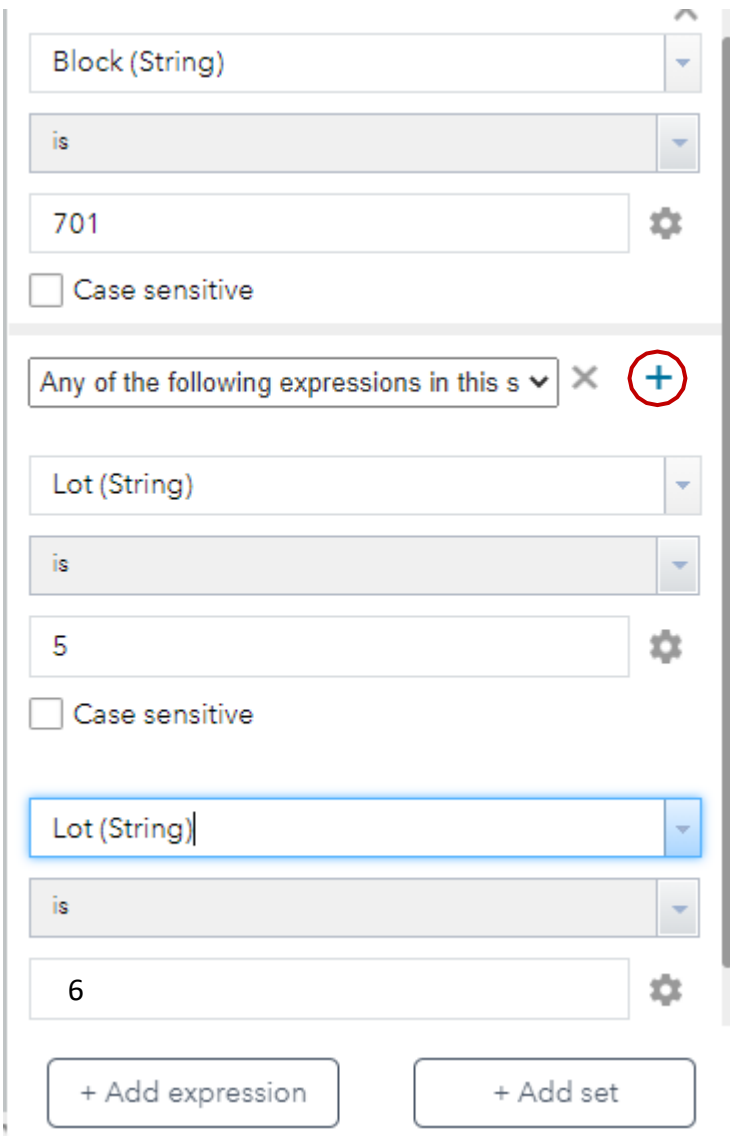 Block (String)
is
701
Case sensitive
Any of the following expressions in this s
Lot (String)
is
5
Case sensitive
Lot (String)
is
6
+ Add expression
+ Add set